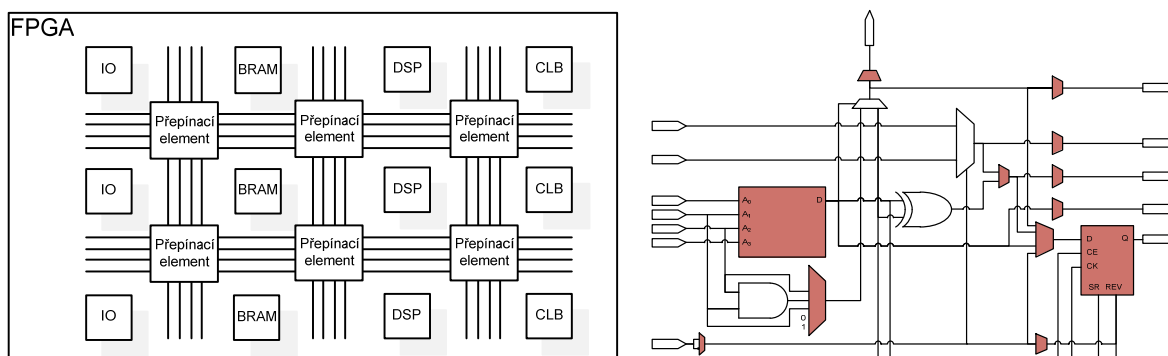 FPGA
IO
BRAM
DSP
CLB
Přepínací
element
Přepínací
element
Přepínací
element
IO
BRAM
DSP
CLB
Přepínací
element
Přepínací
element
Přepínací
element
IO
BRAM
DSP
CLB
A0
A1
A2
A3
D
0
1
D
Q
CE
CK
SR REV